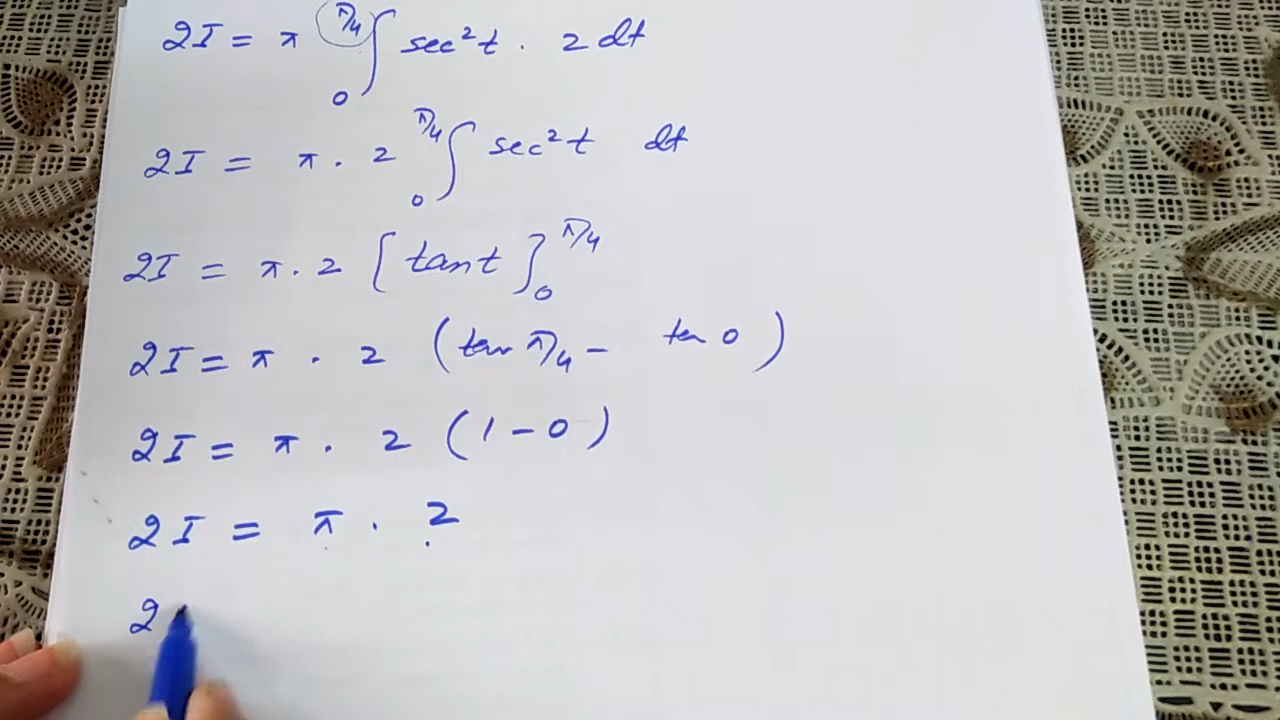 2I = π π/4 ∫ 0 sec²t . 2 dt
2I = π . 2 π/4 ∫ 0 sec²t dt
2I = π . 2 [ tan t ] 0 π/4
2I = π . 2 ( tan π/4 - tan 0 )
2I = π . 2 ( 1 - 0 )
2I = π . 2
2